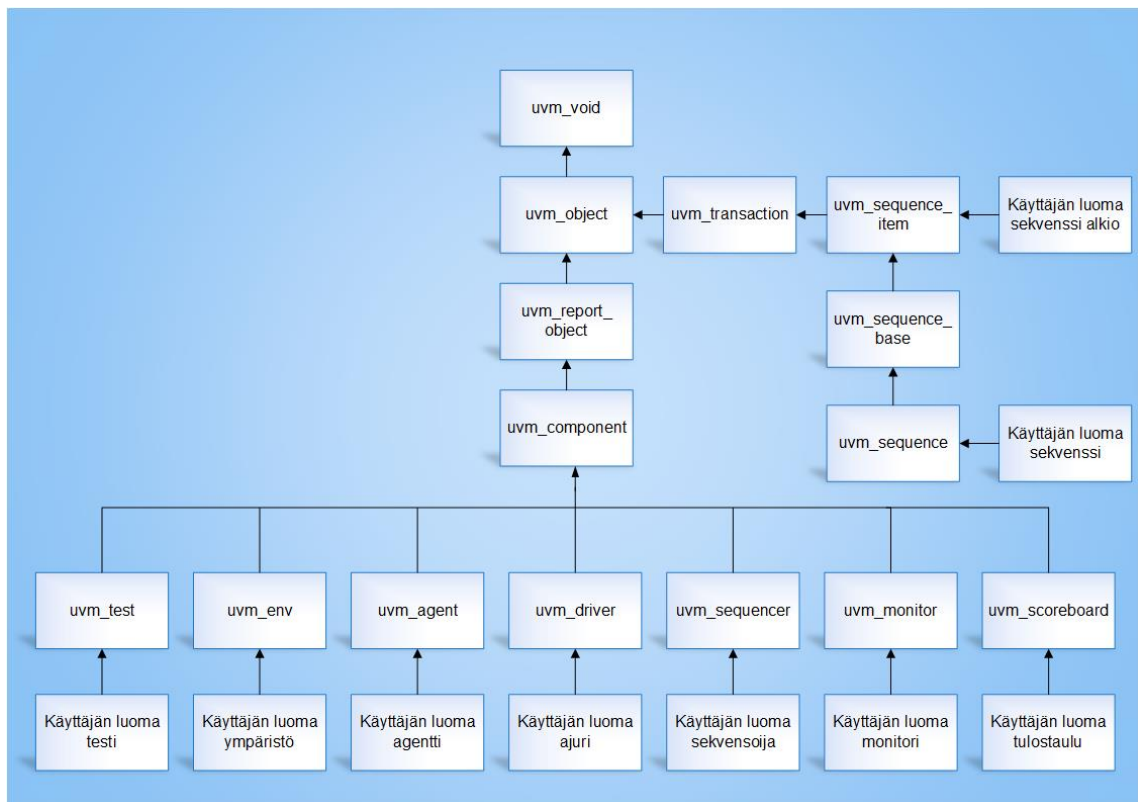 uvm_void
uvm_object
uvm_transaction
uvm_sequence_
item
Käyttäjän luoma
sekvenssi alkio
uvm_report_
object
uvm_sequence_
base
uvm_component
uvm_sequence
Käyttäjän luoma
sekvenssi
uvm_test
uvm_env
uvm_agent
uvm_driver
uvm_sequencer
uvm_monitor
uvm_scoreboard
Käyttäjän luoma
testi
Käyttäjän luoma
ympäristö
Käyttäjän luoma
agentti
Käyttäjän luoma
ajuri
Käyttäjän luoma
sekvensoija
Käyttäjän luoma
monitori
Käyttäjän luoma
tulostaulu